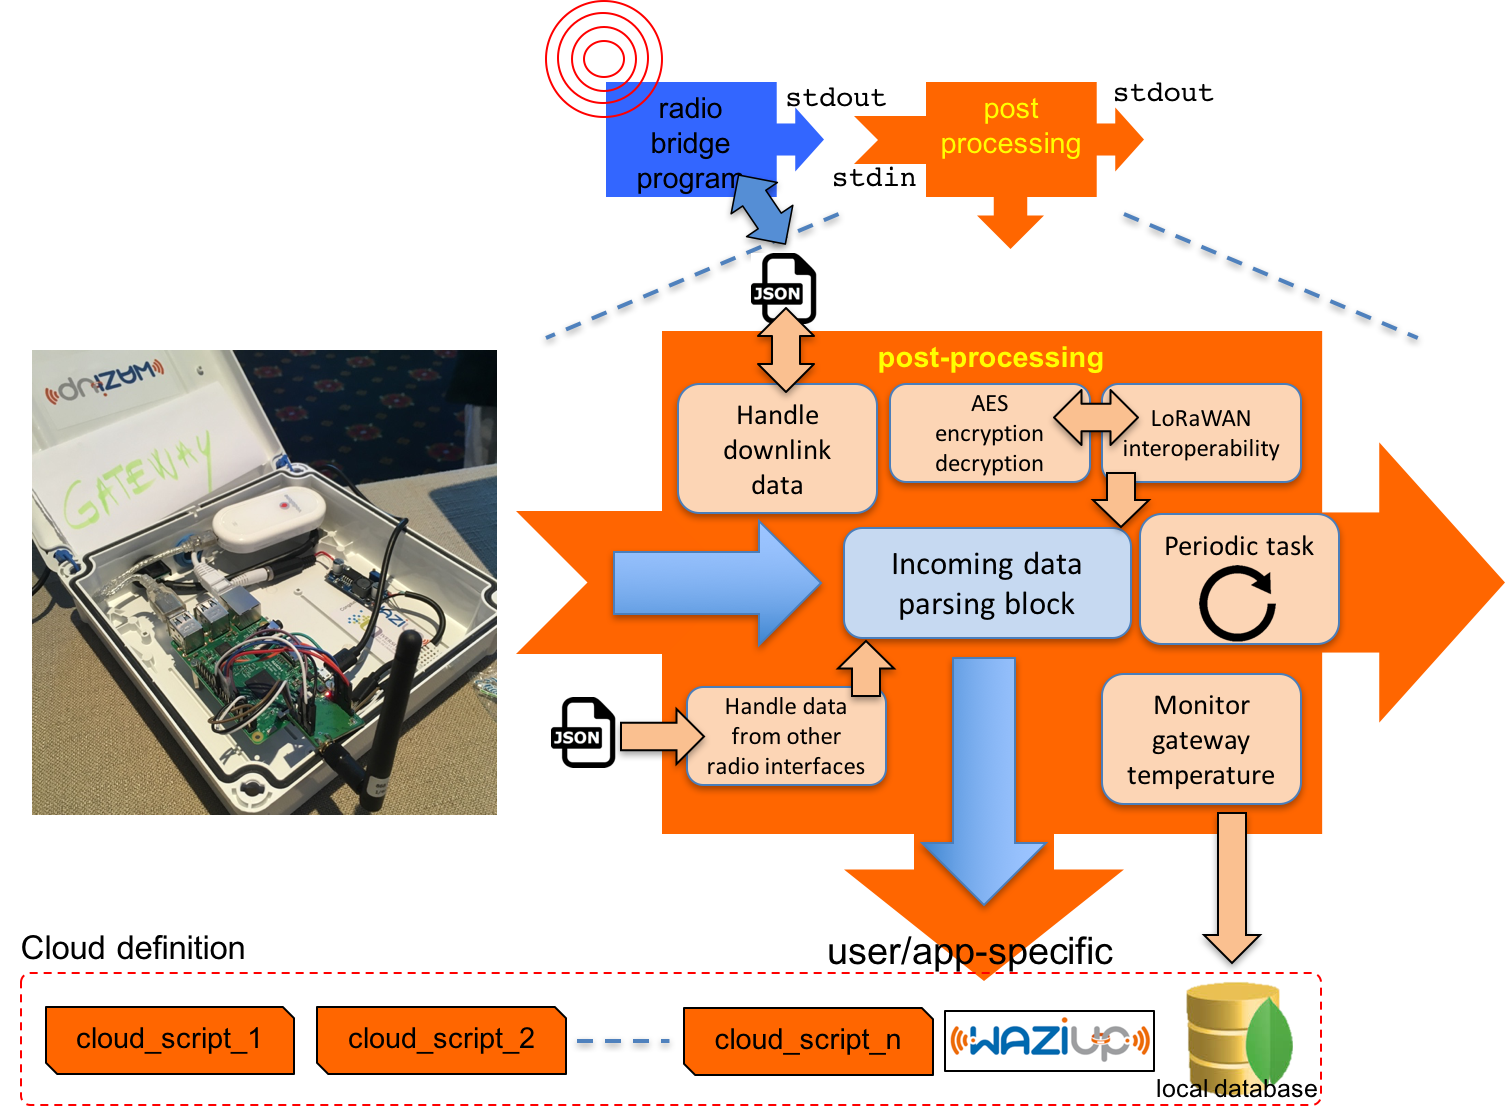 stdout
stdout
radio
bridge
program
post
processing
stdin
JSON
post-processing
Handle
downlink
data
AES
encryption
decryption
LoRaWAN
interoperability
WAZIUP
GATEWAY
Incoming data
parsing block
Periodic task
WAZI
JSON
Handle data
from other
radio interfaces
Monitor
gateway
temperature
Cloud definition
user/app-specific
cloud_script_1
cloud_script_2
cloud_script_n
WAZIUP
local database